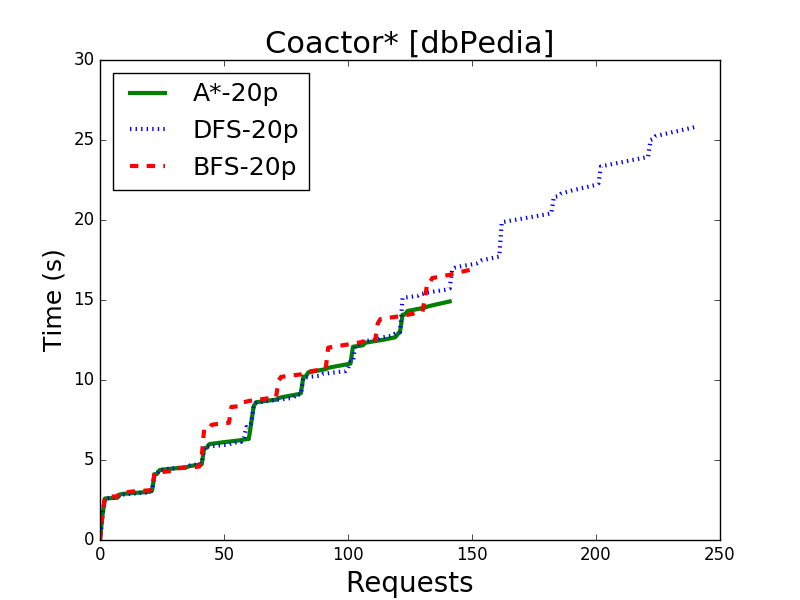 Coactor* [dbPedia]
A*-20p
DFS-20p
BFS-20p
30
25
20
15
10
5
0
Time (s)
0 50 100 150 200 250
Requests